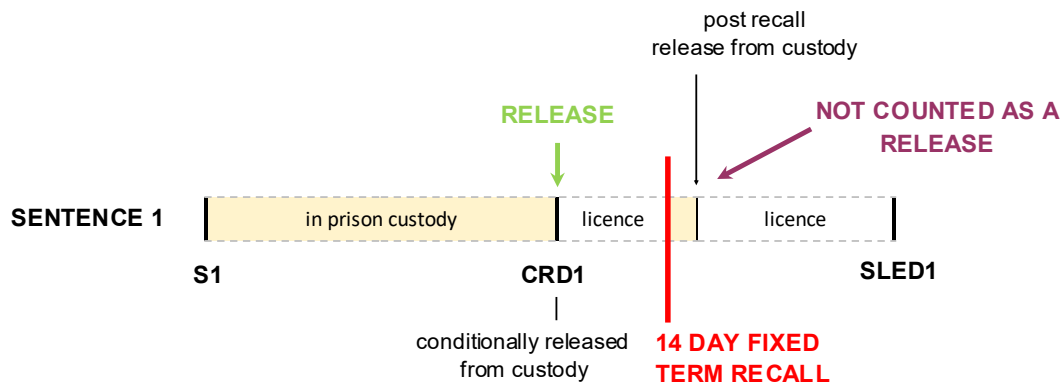 post recall
release from custody
RELEASE
NOT COUNTED AS A
RELEASE
SENTENCE 1
in prison custody
licence
licence
S1
CRD1
SLED1
conditionally released
from custody
14 DAY FIXED
TERM RECALL